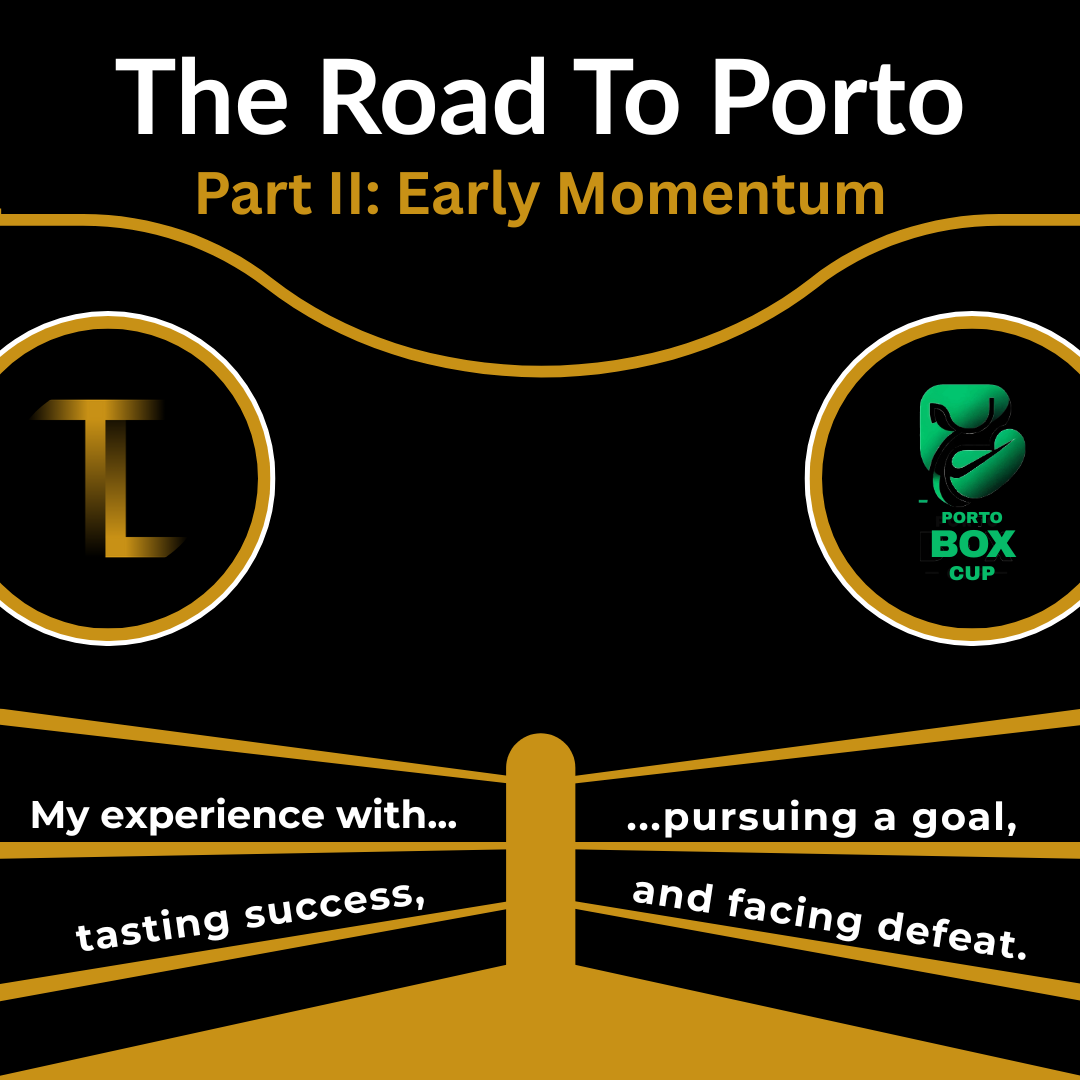 The Road To Porto
Part II: Early Momentum
TL
PORTO
BOX
CUP
My experience with...
...pursuing a goal,
tasting success,
and facing defeat.